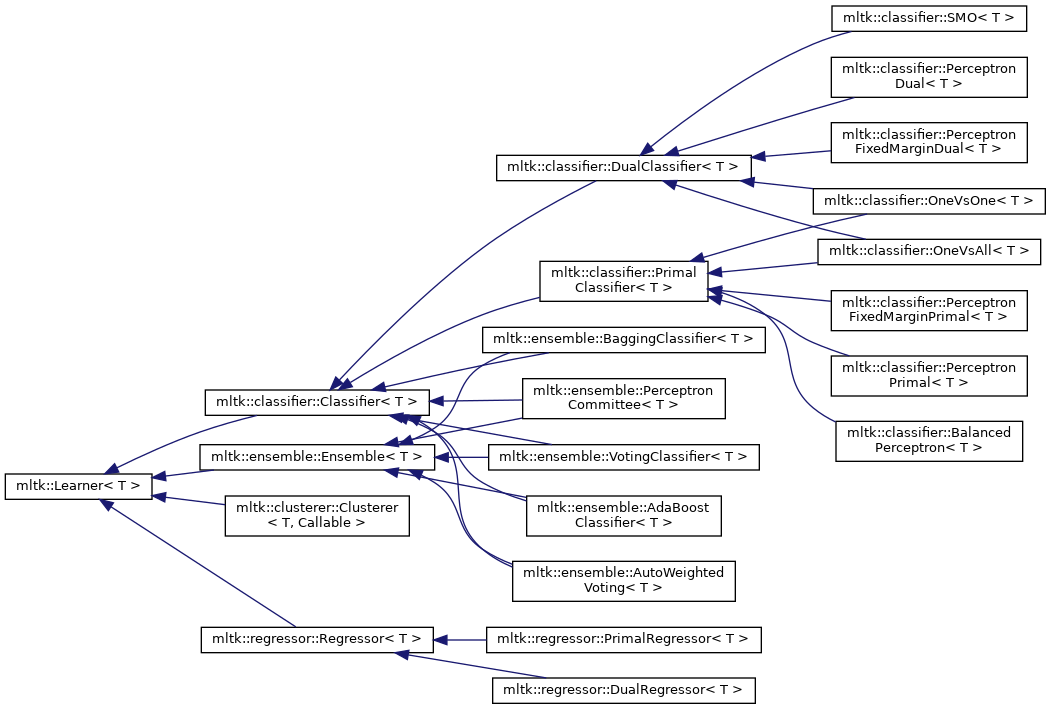 mltk::classifier::SMO< T >
mltk::classifier::Perceptron
Dual< T >
mltk::classifier::Perceptron
FixedMarginDual< T >
mltk::classifier::DualClassifier< T >
mltk::classifier::OneVsOne< T >
mltk::classifier::OneVsAll< T >
mltk::classifier::Primal
Classifier< T >
mltk::classifier::Perceptron
FixedMarginPrimal< T >
mltk::ensemble::BaggingClassifier< T >
mltk::classifier::Perceptron
Primal< T >
mltk::ensemble::Perceptron
Committee< T >
mltk::classifier::Classifier< T >
mltk::classifier::Balanced
Perceptron< T >
mltk::ensemble::Ensemble< T >
mltk::ensemble::VotingClassifier< T >
mltk::Learner< T >
mltk::clusterer::Clusterer
< T, Callable >
mltk::ensemble::AdaBoost
Classifier< T >
mltk::ensemble::AutoWeighted
Voting< T >
mltk::regressor::Regressor< T >
mltk::regressor::PrimalRegressor< T >
mltk::regressor::DualRegressor< T >